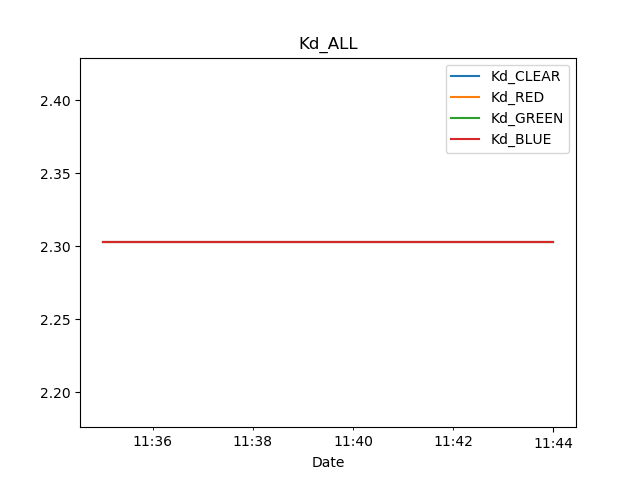 Kd_ALL
Kd_CLEAR
Kd_RED
Kd_GREEN
Kd_BLUE
2.40
2.35
2.30
2.25
2.20
11:36
11:38
11:40
11:42
11:44
Date